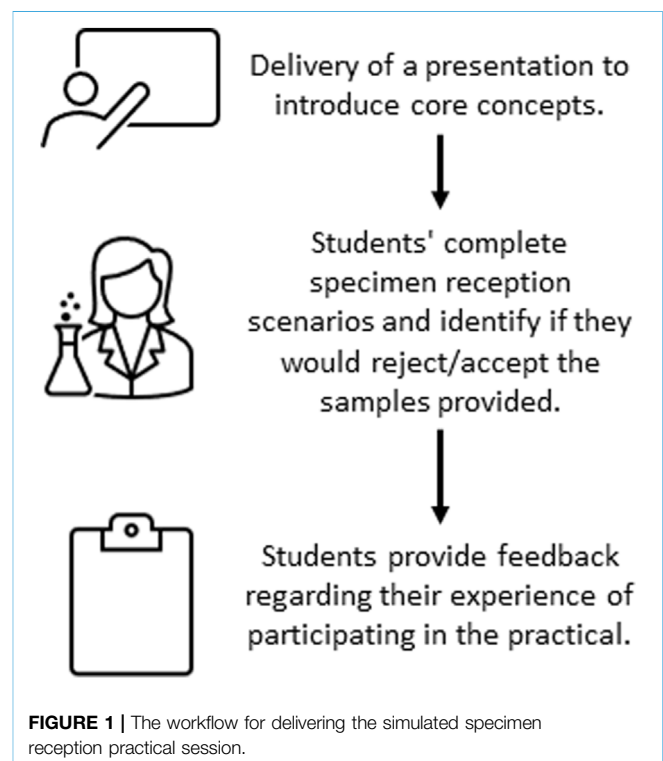 Delivery of a presentation to
introduce core concepts.
Students' complete
specimen reception
scenarios and identify if they
would reject/accept the
samples provided.
Students provide feedback
regarding their experience of
participating in the practical.
FIGURE 1 | The workflow for delivering the simulated specimen
reception practical session.